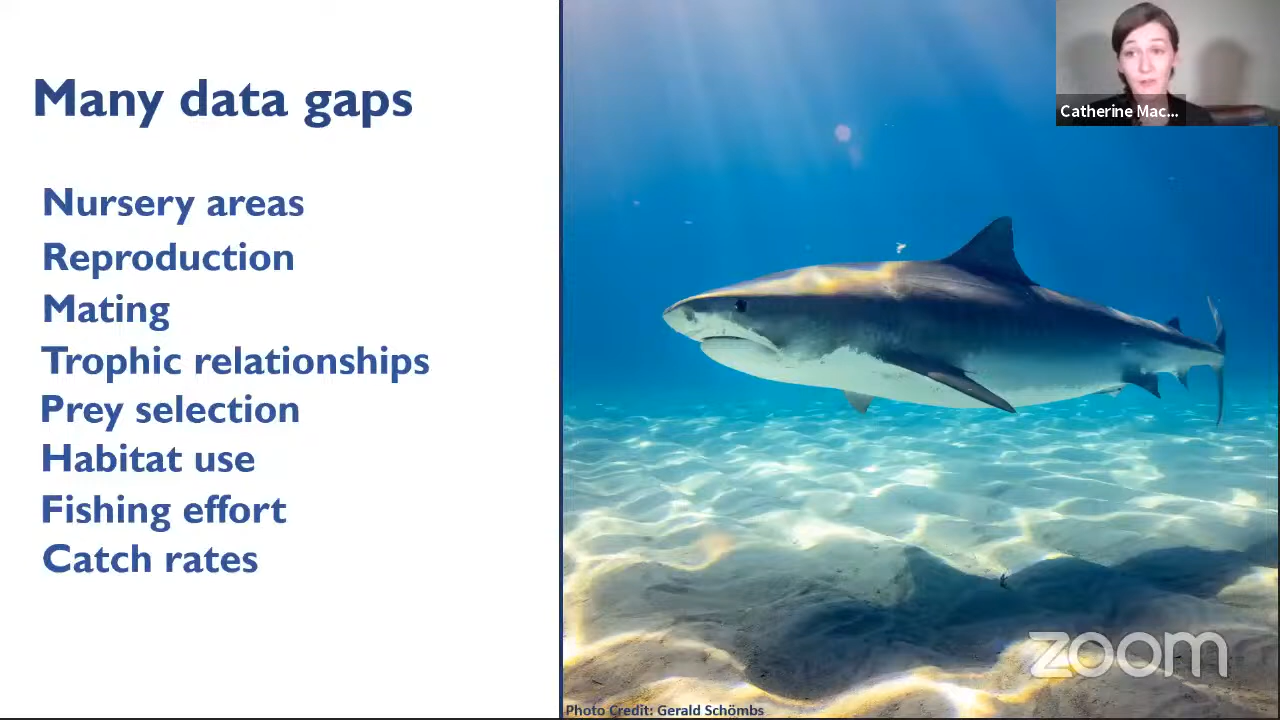 Many data gaps
Nursery areas
Reproduction
Mating
Trophic relationships
Prey selection
Habitat use
Fishing effort
Catch rates
Catherine Mac...
zoom
Photo Credit: Gerald Schömbs